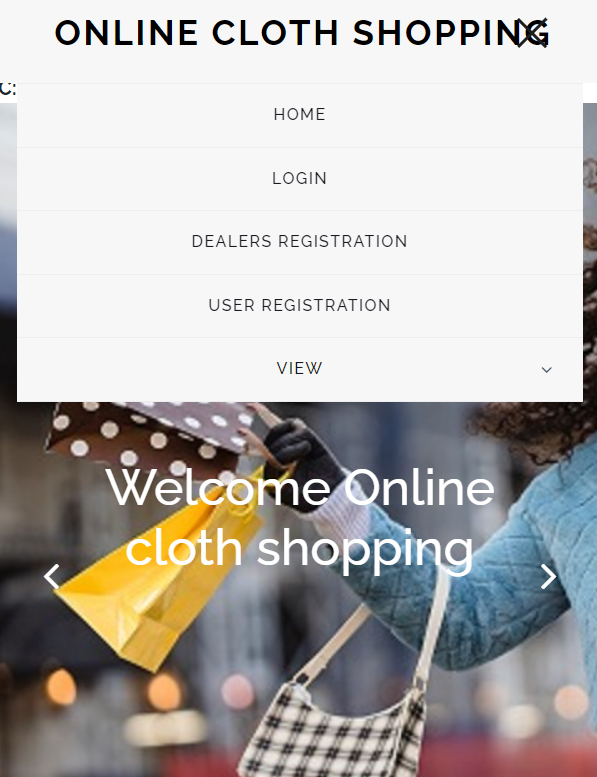 ONLINE CLOTH SHOPPING
C:
HOME
LOGIN
DEALERS REGISTRATION
USER REGISTRATION
VIEW
Welcome Online
cloth shopping